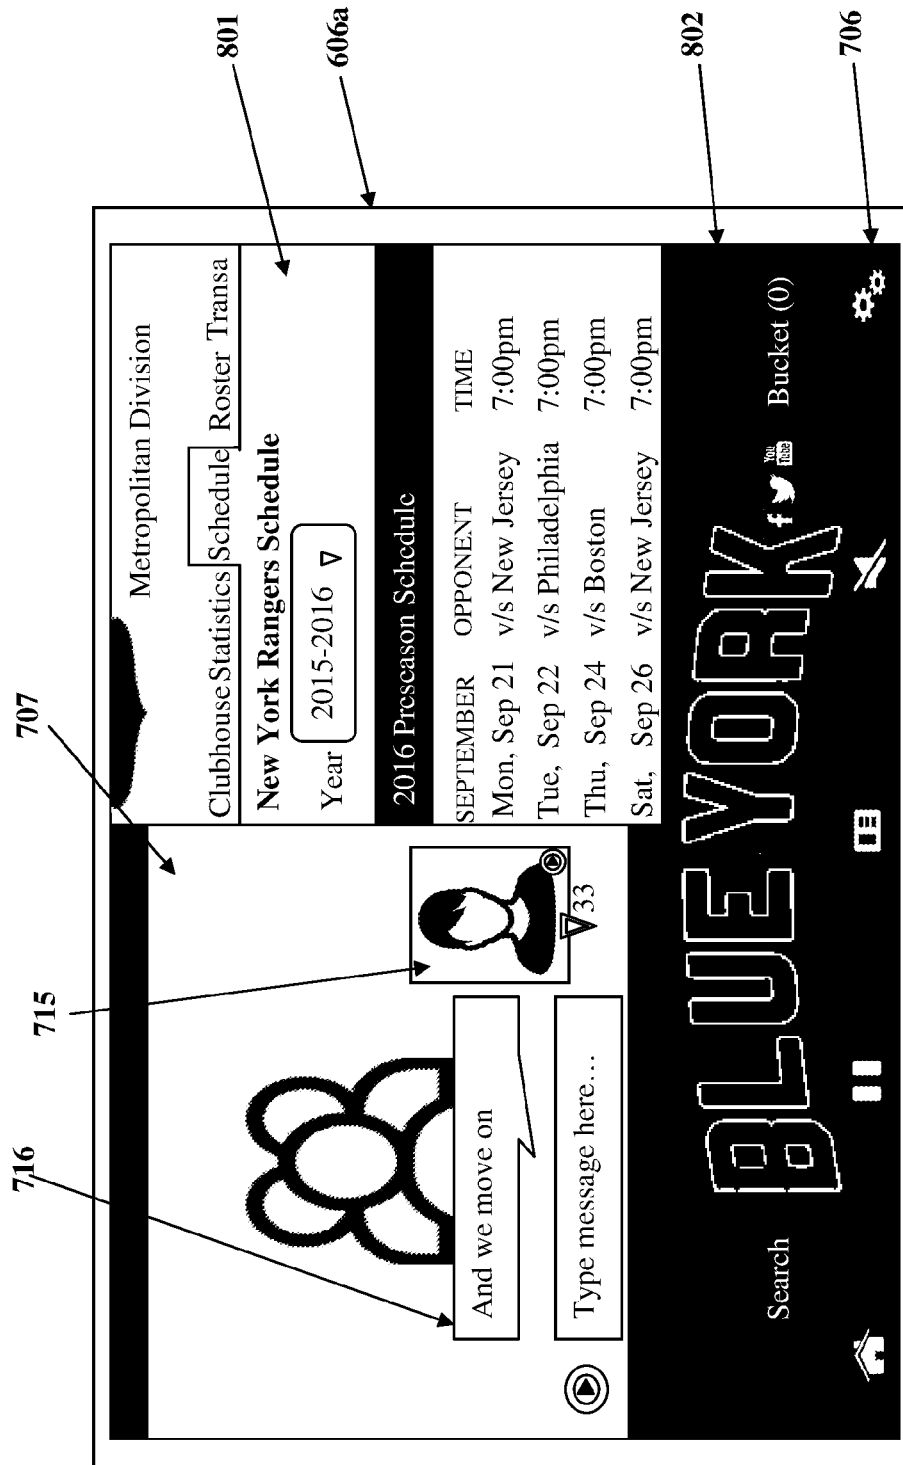 707
715
716
801
606a
802
706
Metropolitan Division
Clubhouse Statistics Schedule Roster Transa
New York Rangers Schedule
Year 2015-2016
2016 Preseason Schedule
SEPTEMBER OPPONENT TIME
Mon, Sep 21 v/s New Jersey 7:00pm
Tue, Sep 22 v/s Philadelphia 7:00pm
Thu, Sep 24 v/s Boston 7:00pm
Sat, Sep 26 v/s New Jersey 7:00pm
33
And we move on
Type message here...
Search
BLUE YORK
f
You Tube
Bucket (0)